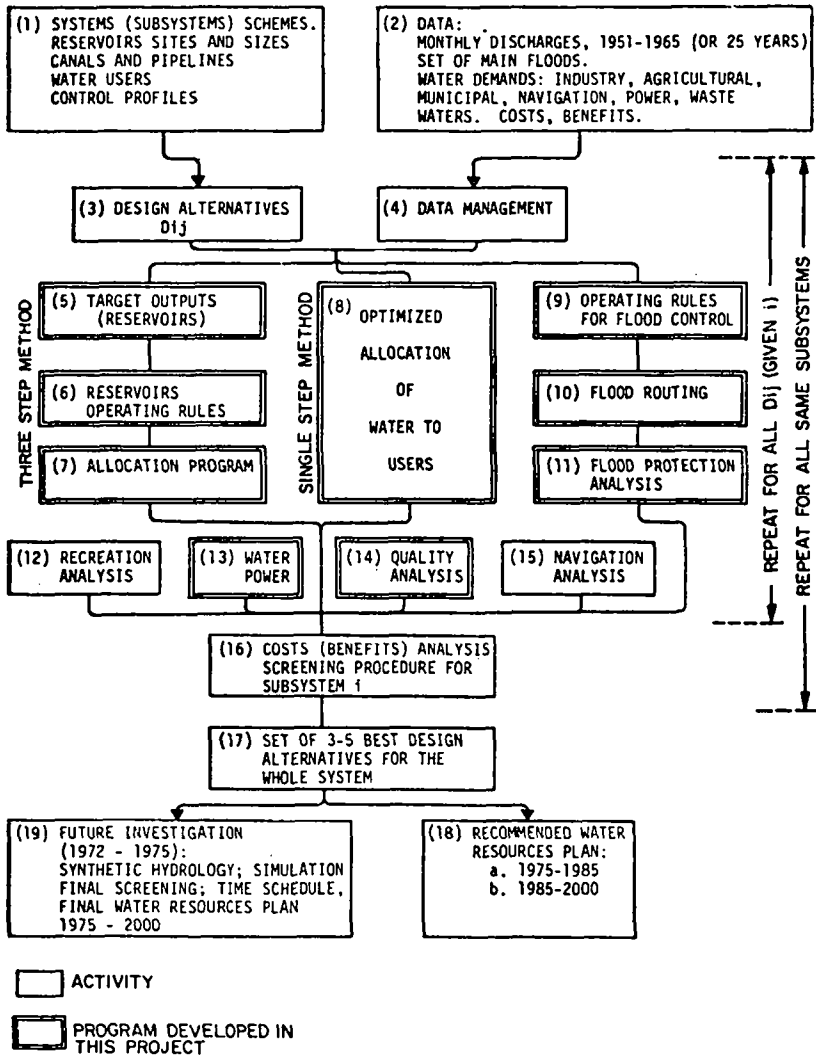 (1) SYSTEMS (SUBSYSTEMS) SCHEMES.
RESERVOIRS SITES AND SIZES
CANALS AND PIPELINES
WATER USERS
CONTROL PROFILES
(2) DATA:
MONTHLY DISCHARGES, 1951-1965 (OR 25 YEARS)
SET OF MAIN FLOODS.
WATER DEMANDS: INDUSTRY, AGRICULTURAL,
MUNICIPAL, NAVIGATION, POWER, WASTE
WATERS. COSTS, BENEFITS.
(3) DESIGN ALTERNATIVES
Dij
(4) DATA MANAGEMENT
THREE STEP METHOD
(5) TARGET OUTPUTS
(RESERVOIRS)
(6) RESERVOIRS
OPERATING RULES
(7) ALLOCATION PROGRAM
SINGLE STEP METHOD
(8) OPTIMIZED
ALLOCATION
OF
WATER TO
USERS
(9) OPERATING RULES
FOR FLOOD CONTROL
(10) FLOOD ROUTING
(11) FLOOD PROTECTION
ANALYSIS
REPEAT FOR ALL Dij (GIVEN i)
REPEAT FOR ALL SAME SUBSYSTEMS
(12) RECREATION
ANALYSIS
(13) WATER
POWER
(14) QUALITY
ANALYSIS
(15) NAVIGATION
ANALYSIS
(16) COSTS (BENEFITS) ANALYSIS
SCREENING PROCEDURE FOR
SUBSYSTEM i
(17) SET OF 3-5 BEST DESIGN
ALTERNATIVES FOR THE
WHOLE SYSTEM
(19) FUTURE INVESTIGATION
(1972 - 1975):
SYNTHETIC HYDROLOGY; SIMULATION
FINAL SCREENING; TIME SCHEDULE,
FINAL WATER RESOURCES PLAN
1975 - 2000
(18) RECOMMENDED WATER
RESOURCES PLAN:
a. 1975-1985
b. 1985-2000
ACTIVITY
PROGRAM DEVELOPED IN
THIS PROJECT